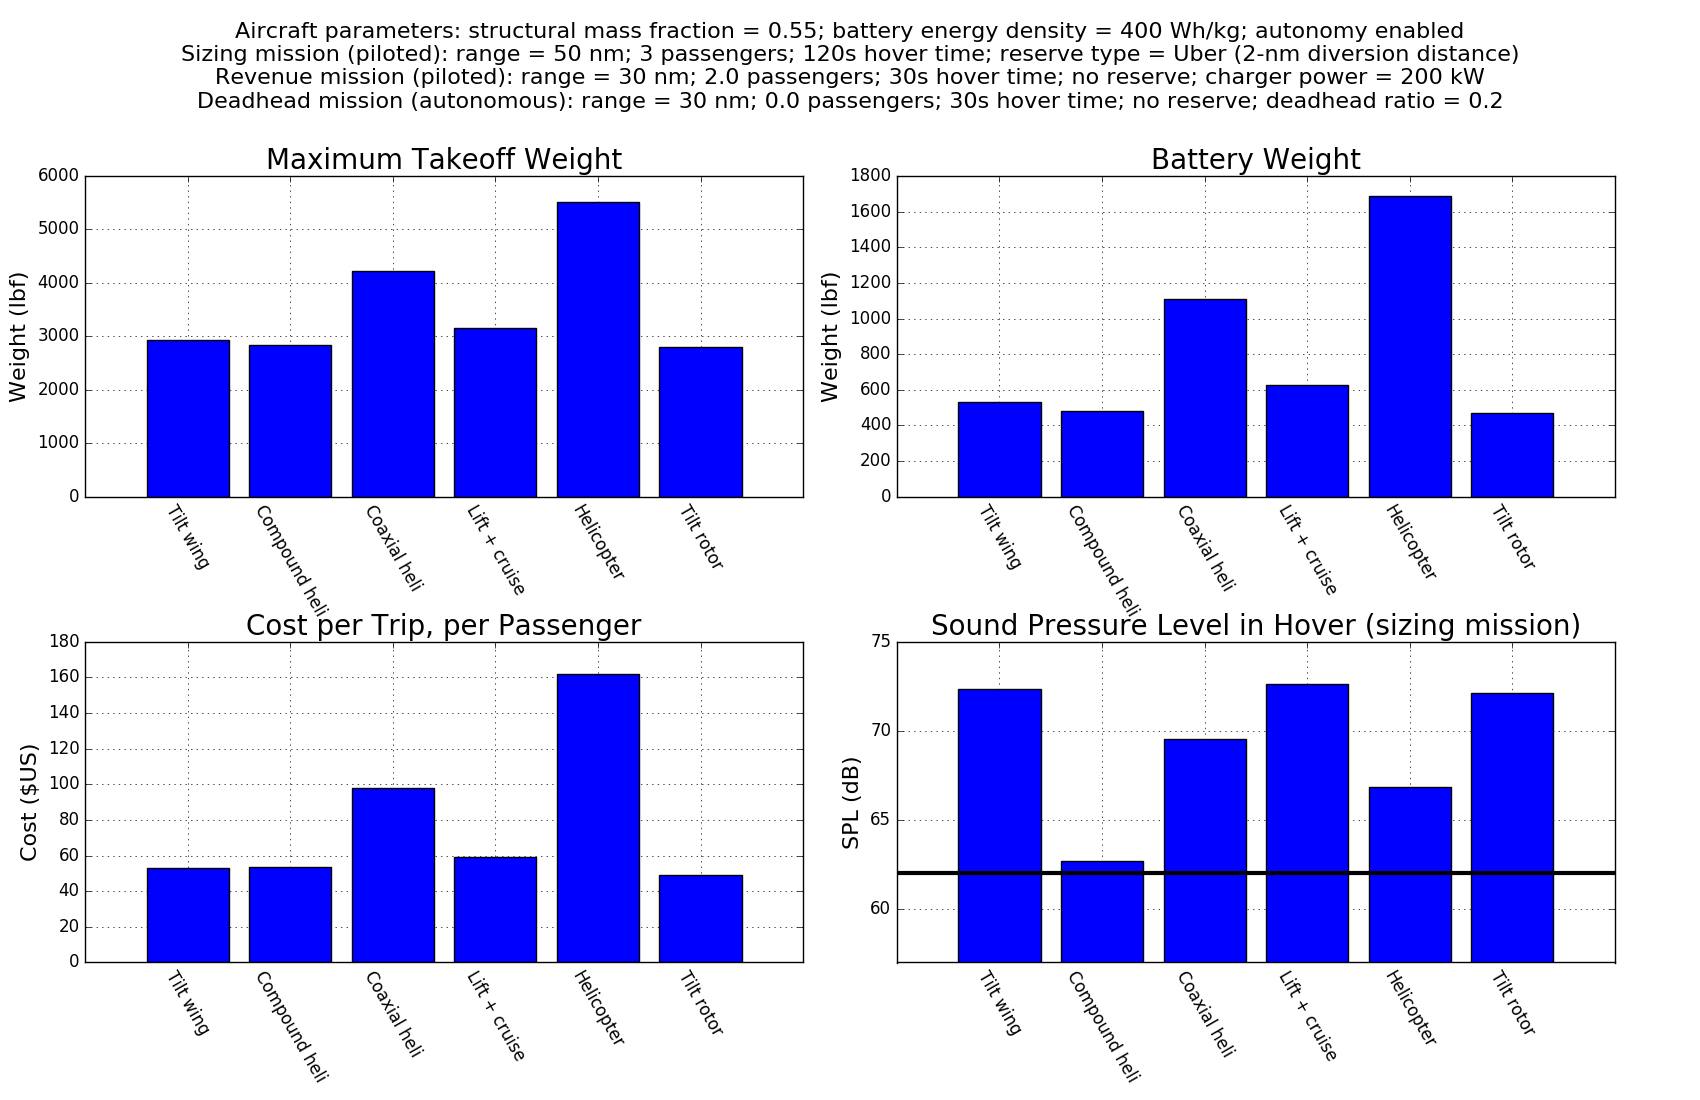 Aircraft parameters: structural mass fraction = 0.55; battery energy density = 400 Wh/kg; autonomy enabled
Sizing mission (piloted): range = 50 nm; 3 passengers; 120s hover time; reserve type = Uber (2-nm diversion distance)
Revenue mission (piloted): range = 30 nm; 2.0 passengers; 30s hover time; no reserve; charger power = 200 kW
Deadhead mission (autonomous): range = 30 nm; 0.0 passengers; 30s hover time; no reserve; deadhead ratio = 0.2
Maximum Takeoff Weight
Weight (lbf)
6000
5000
4000
3000
2000
1000
0
Tilt wing
Compound heli
Coaxial heli
Lift + cruise
Helicopter
Tilt rotor
Battery Weight
Weight (lbf)
1800
1600
1400
1200
1000
800
600
400
200
0
Tilt wing
Compound heli
Coaxial heli
Lift + cruise
Helicopter
Tilt rotor
Cost per Trip, per Passenger
Cost ($US)
180
160
140
120
100
80
60
40
20
0
Tilt wing
Compound heli
Coaxial heli
Lift + cruise
Helicopter
Tilt rotor
Sound Pressure Level in Hover (sizing mission)
SPL (dB)
75
70
65
60
Tilt wing
Compound heli
Coaxial heli
Lift + cruise
Helicopter
Tilt rotor